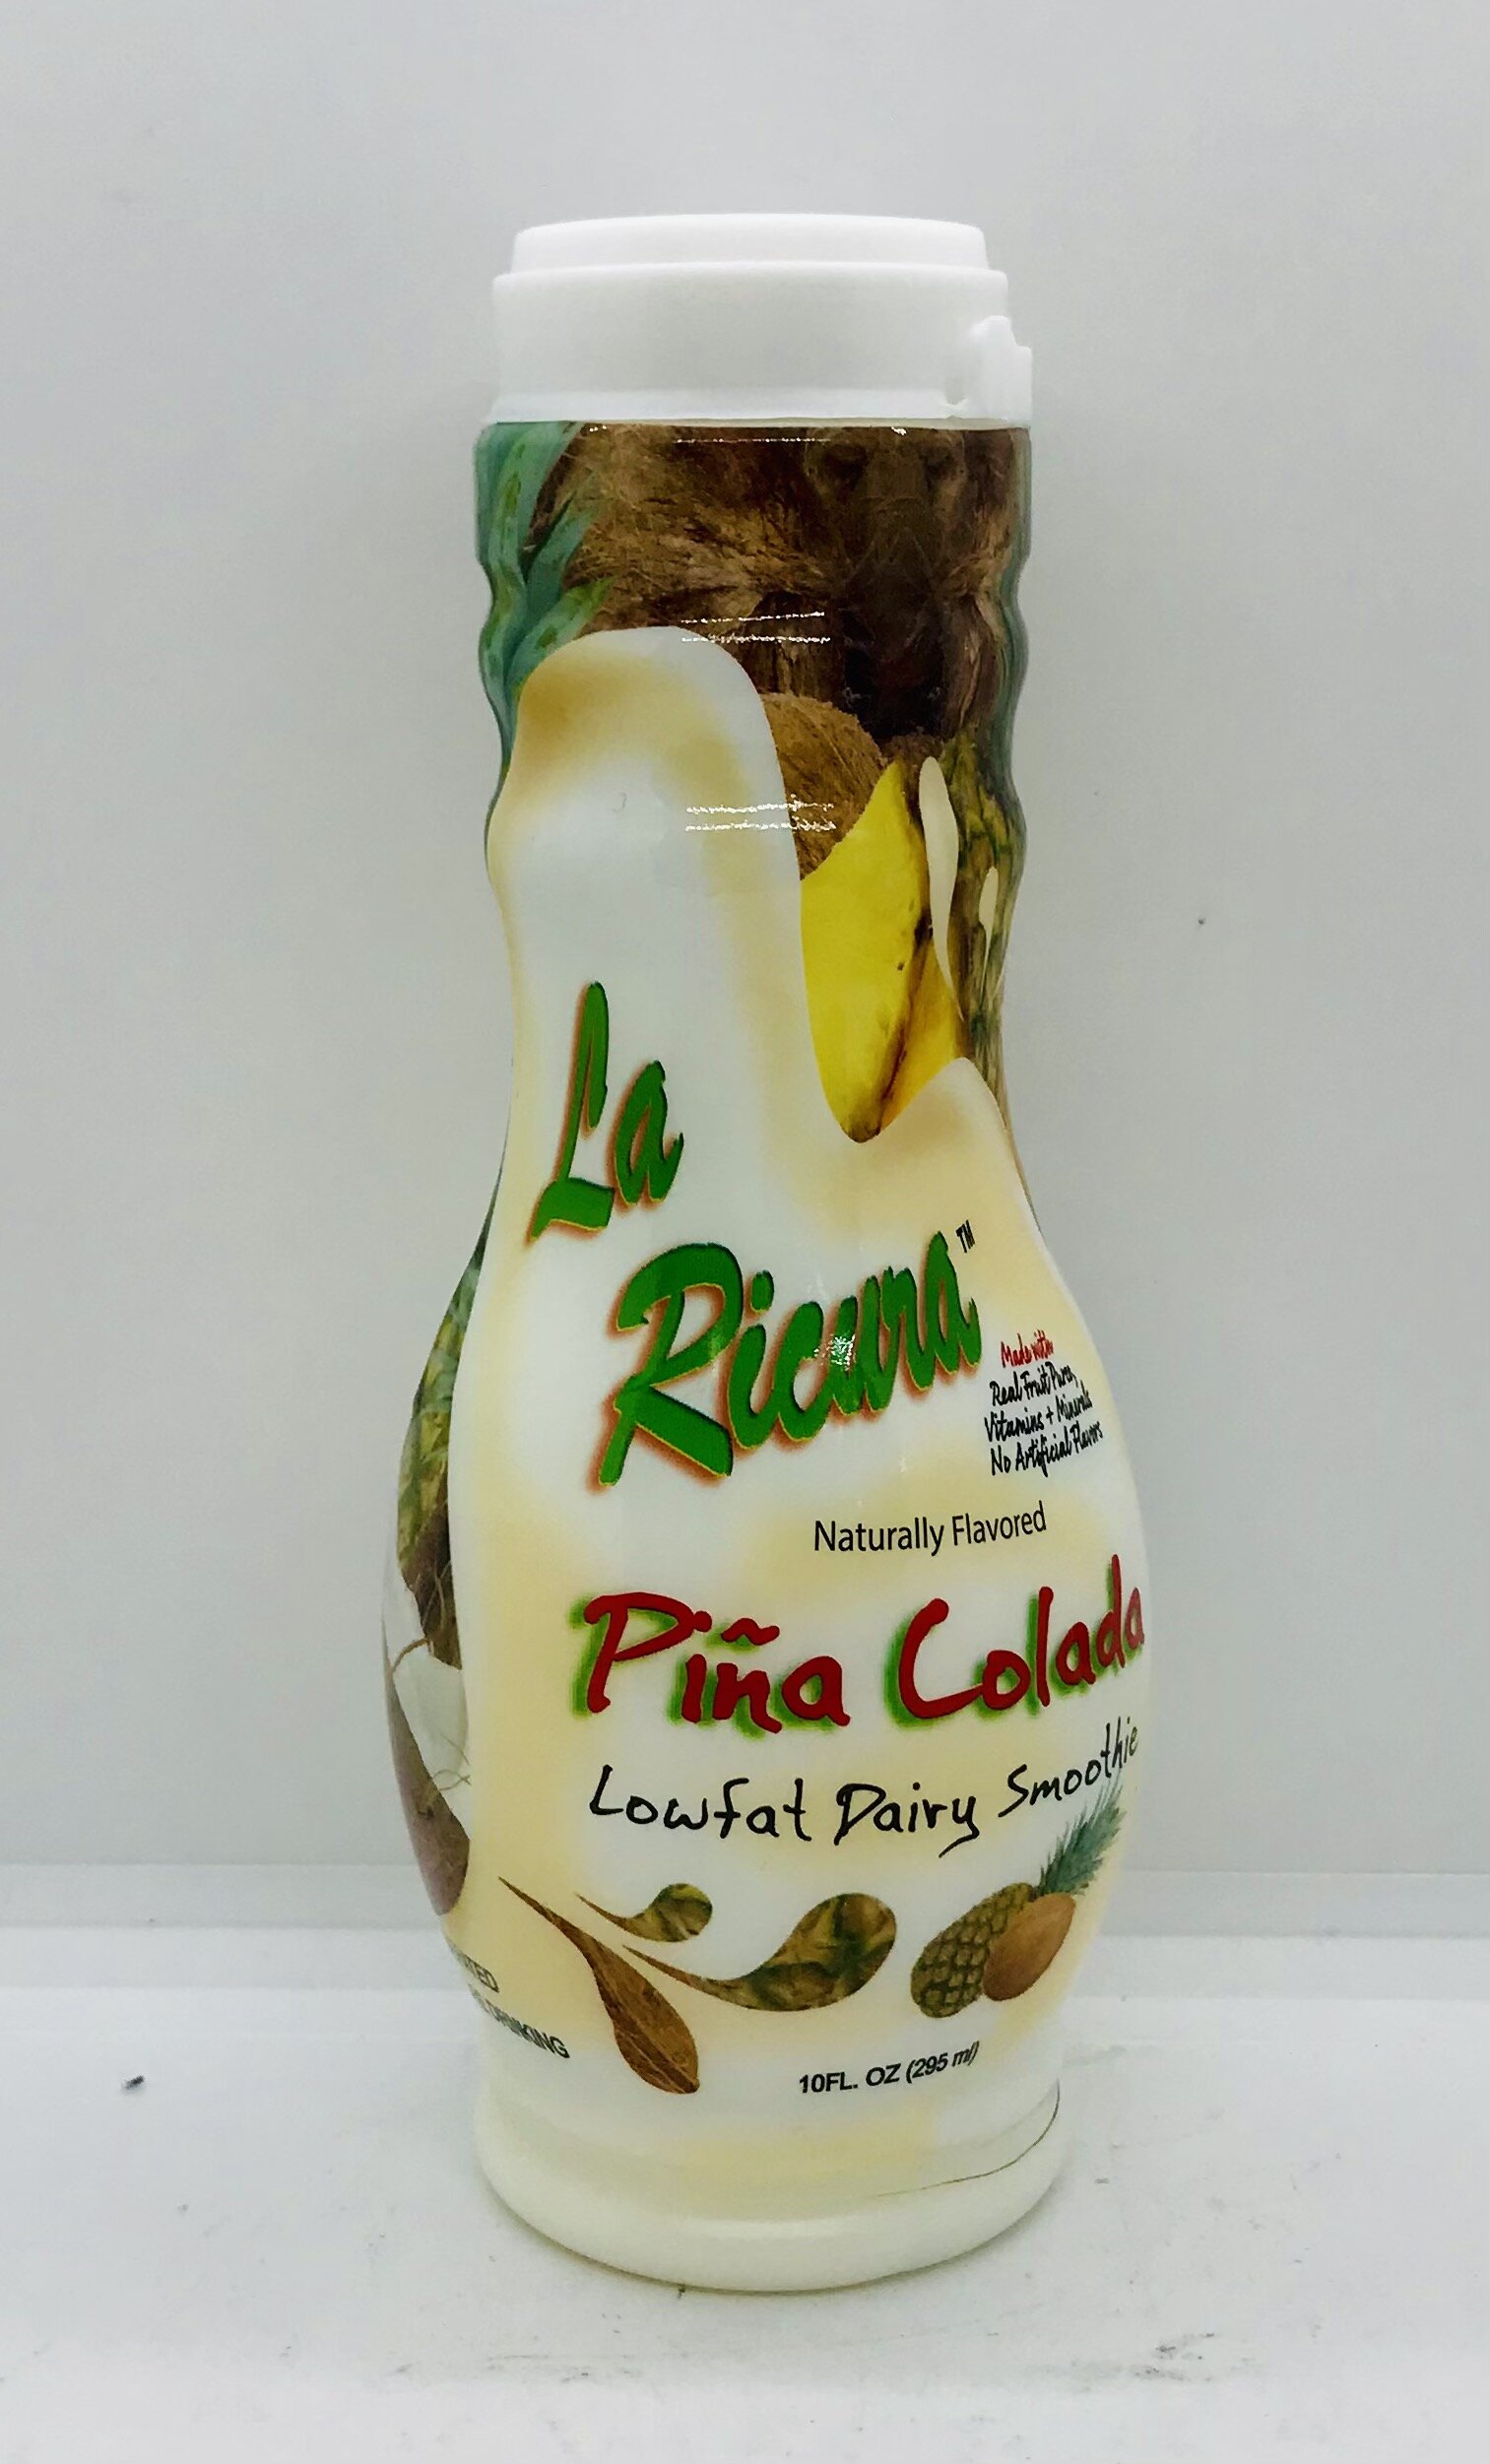 La
Ricura™
Made with
Real Fruit Puree,
Vitamins + Minerals
No Artificial Flavors
Naturally Flavored
Piña Colada
Lowfat Dairy Smoothie
DRINKING
10FL. OZ (295 ml)